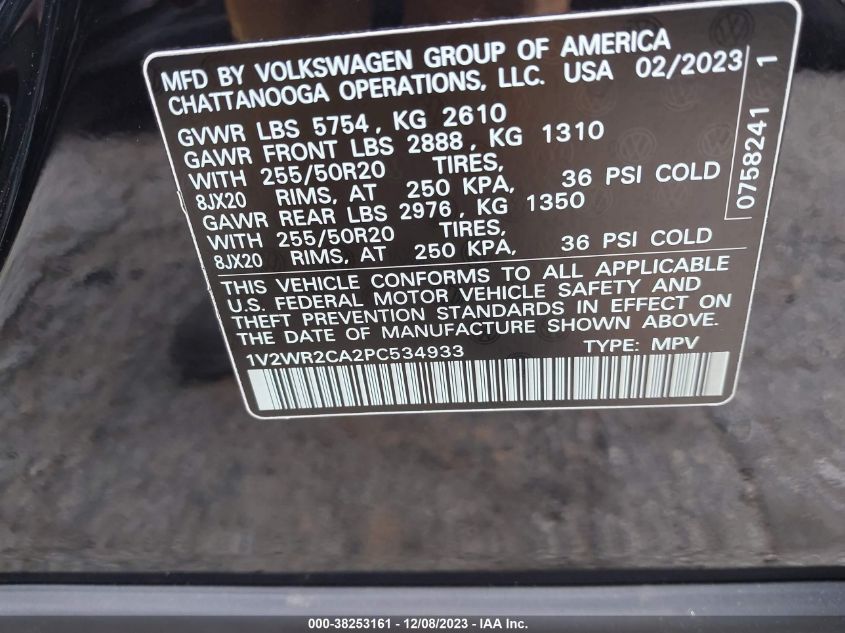 MFD BY VOLKSWAGEN GROUP OF AMERICA
CHATTANOOGA OPERATIONS, LLC. USA 02/2023
GVWR LBS 5754, KG 2610
GAWR FRONT LBS 2888, KG 1310
WITH 255/50R20 TIRES,
8JX20 RIMS, AT 250 KPA, 36 PSI COLD
GAWR REAR LBS 2976, KG 1350
WITH 255/50R20 TIRES,
8JX20 RIMS, AT 250 KPA, 36 PSI COLD
THIS VEHICLE CONFORMS TO ALL APPLICABLE
U.S. FEDERAL MOTOR VEHICLE SAFETY AND
THEFT PREVENTION STANDARDS IN EFFECT ON
THE DATE OF MANUFACTURE SHOWN ABOVE.
1V2WR2CA2PC534933 TYPE: MPV
0758241 1
000-38253161 - 12/08/2023 - IAA Inc.